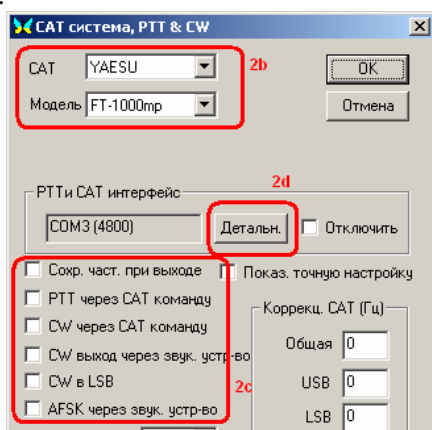 CAT система, PTT & CW
CAT YAESU 2b OK
Модель FT-1000mp Отмена
PTTи CAT интерфейс 2d
COM3 (4800) Детальн. Отключить
Сохр. част. при выходе Показ. точную настройку
PTT через CAT команду Коррекц. CAT (Гц)
CW через CAT команду Общая 0
CW выход через звук. устр-во
CW в LSB 2c USB 0
AFSK через звук. устр-во LSB 0